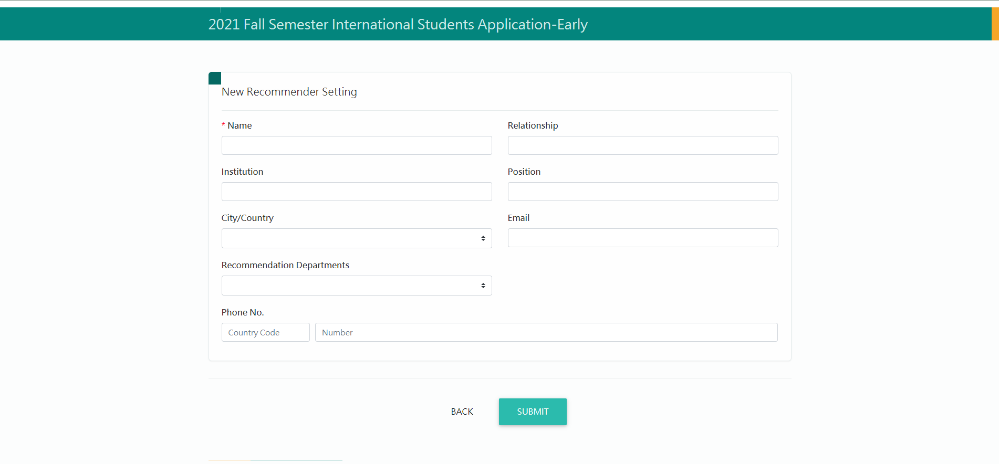 2021 Fall Semester International Students Application-Early
New Recommender Setting
* Name
Relationship
Institution
Position
City/Country
Email
Recommendation Departments
Phone No.
Country Code
Number
BACK
SUBMIT